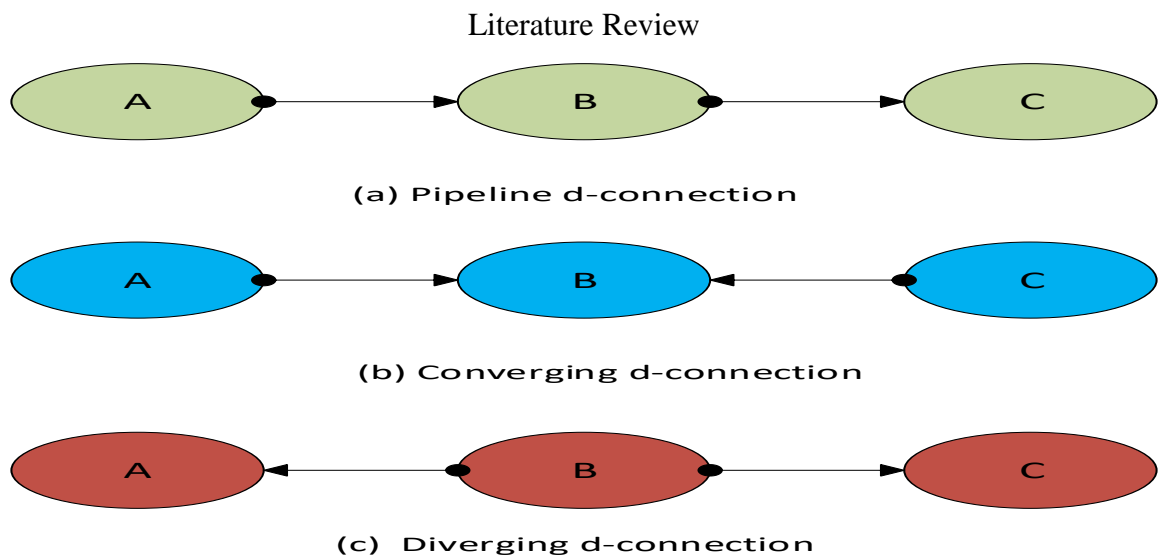 Literature Review
A B C
(a) Pipeline d-connection
A B C
(b) Converging d-connection
A B C
(c) Diverging d-connection